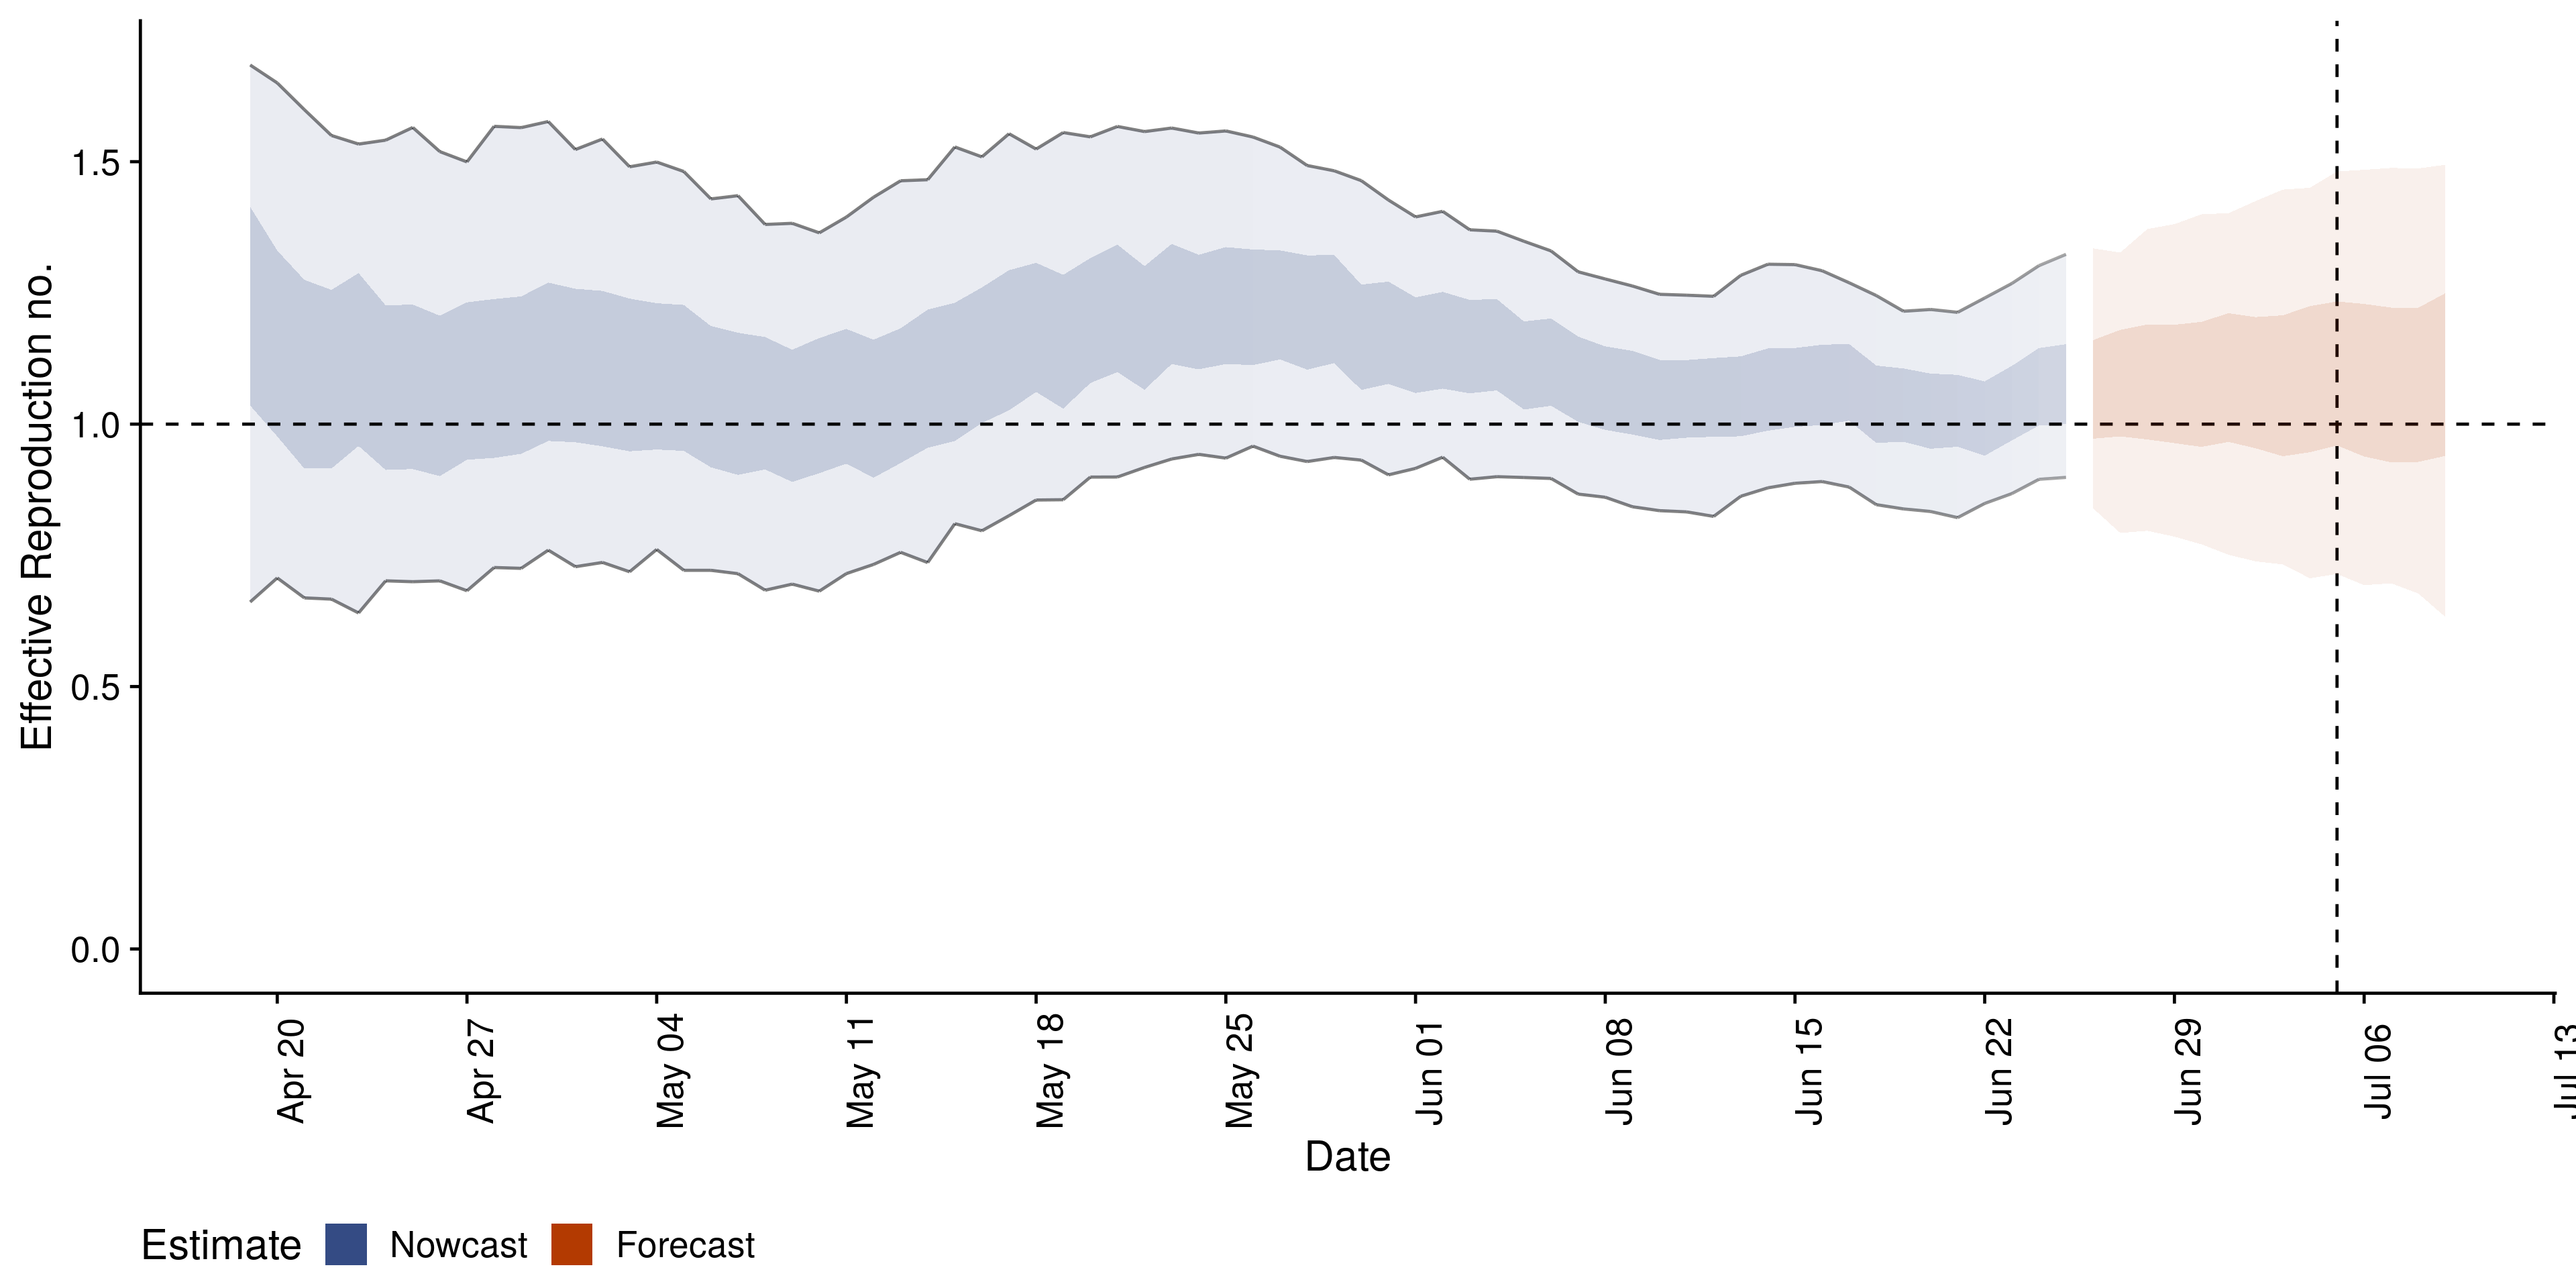 Effective Reproduction no.
1.5
1.0
0.5
0.0
Apr 20
Apr 27
May 04
May 11
May 18
May 25
Jun 01
Jun 08
Jun 15
Jun 22
Jun 29
Jul 06
Jul 13
Date
Estimate Nowcast Forecast